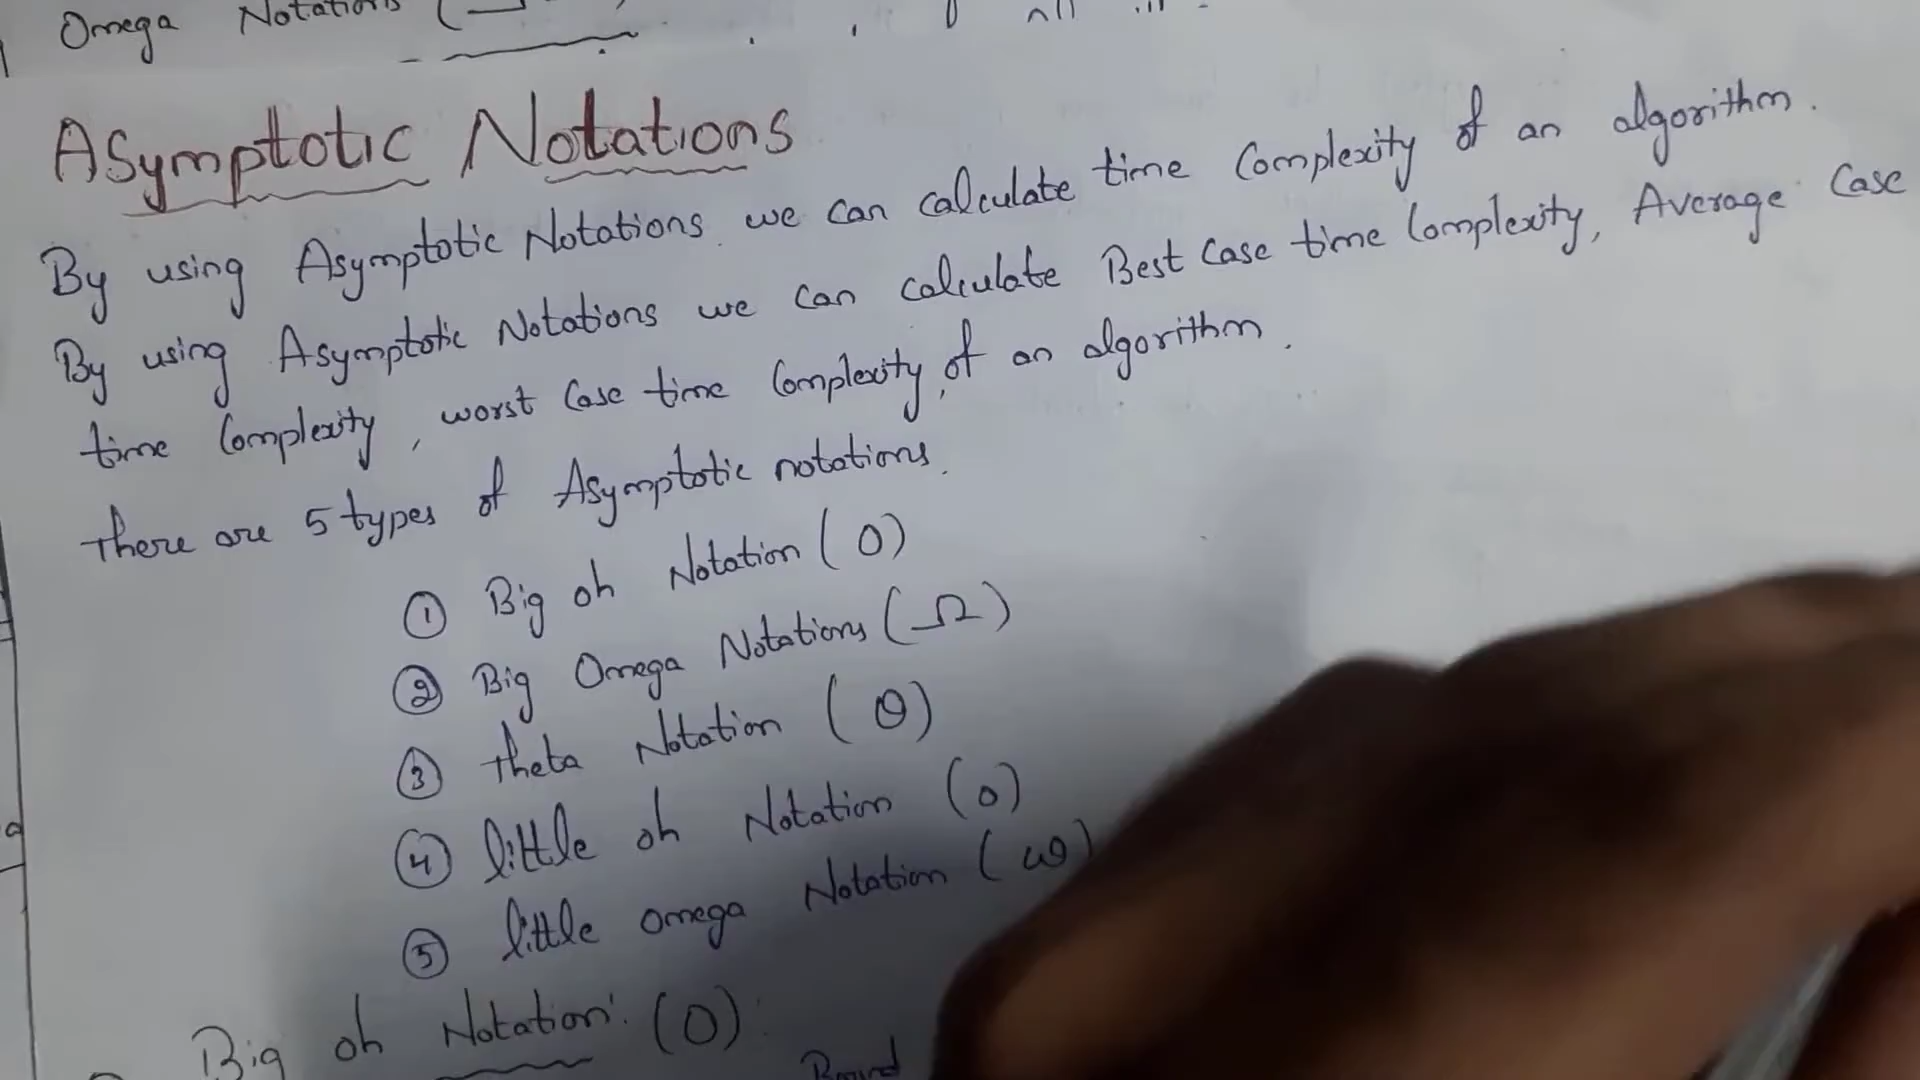 Omega Notations (
Asymptotic Notations
By using Asymptotic Notations we can calculate time Complexity of an algorithm.
By using Asymptotic Notations we can calculate Best Case time Complexity, Average Case
time Complexity, worst Case time Complexity of an algorithm.
there are 5 types of Asymptotic notations.
① Big oh Notation (O)
② Big Omega Notations (Ω)
③ theta Notation (θ)
④ little oh Notation (o)
⑤ little omega Notation (ω)
Big oh Notation: (O):
Bound